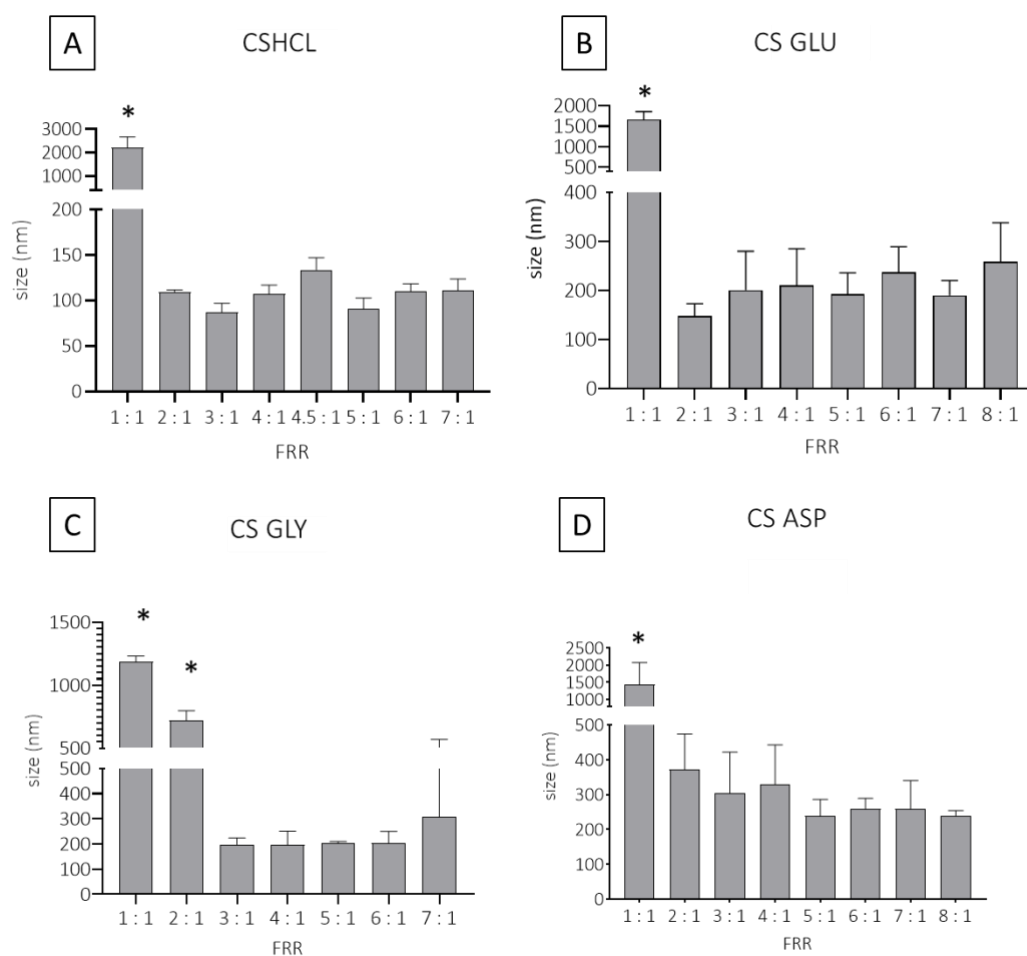 A
CSHCL
*
3000
2000
1000
200
150
100
50
0
size (nm)
1 : 1 2 : 1 3 : 1 4 : 1 4.5 : 1 5 : 1 6 : 1 7 : 1
FRR
B
CS GLU
*
2000
1500
1000
500
400
300
200
100
0
size (nm)
1 : 1 2 : 1 3 : 1 4 : 1 5 : 1 6 : 1 7 : 1 8 : 1
FRR
C
CS GLY
*
*
1500
1000
500
500
400
300
200
100
0
size (nm)
1 : 1 2 : 1 3 : 1 4 : 1 5 : 1 6 : 1 7 : 1
FRR
D
CS ASP
*
2500
2000
1500
1000
500
400
300
200
100
0
size (nm)
1 : 1 2 : 1 3 : 1 4 : 1 5 : 1 6 : 1 7 : 1 8 : 1
FRR